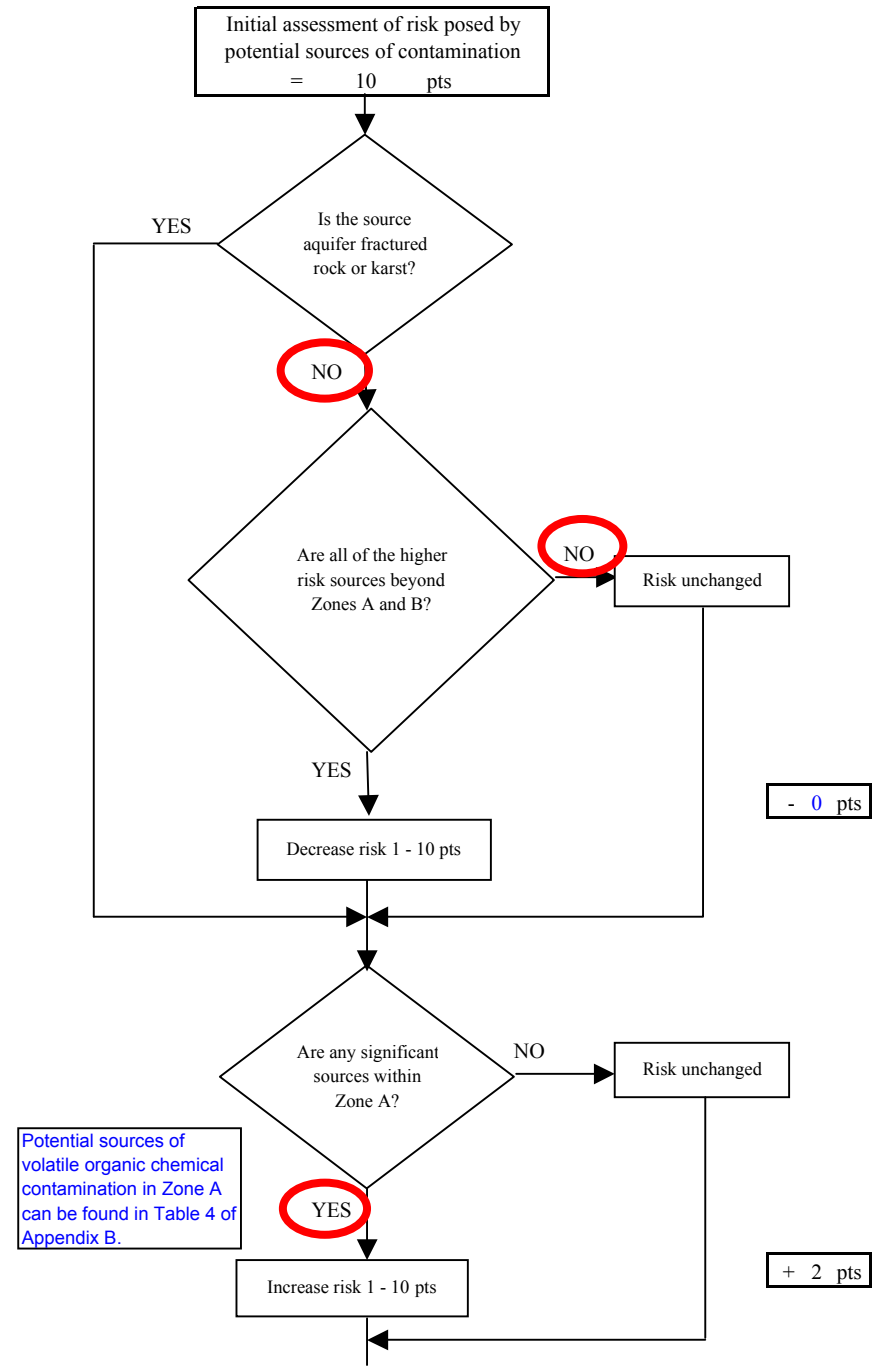 Initial assessment of risk posed by
potential sources of contamination
= 10 pts
YES
Is the source
aquifer fractured
rock or karst?
NO
Are all of the higher
risk sources beyond
Zones A and B?
NO
Risk unchanged
YES
- 0 pts
Decrease risk 1 - 10 pts
Are any significant
sources within
Zone A?
NO
Risk unchanged
Potential sources of
volatile organic chemical
contamination in Zone A
can be found in Table 4 of
Appendix B.
YES
Increase risk 1 - 10 pts
+ 2 pts